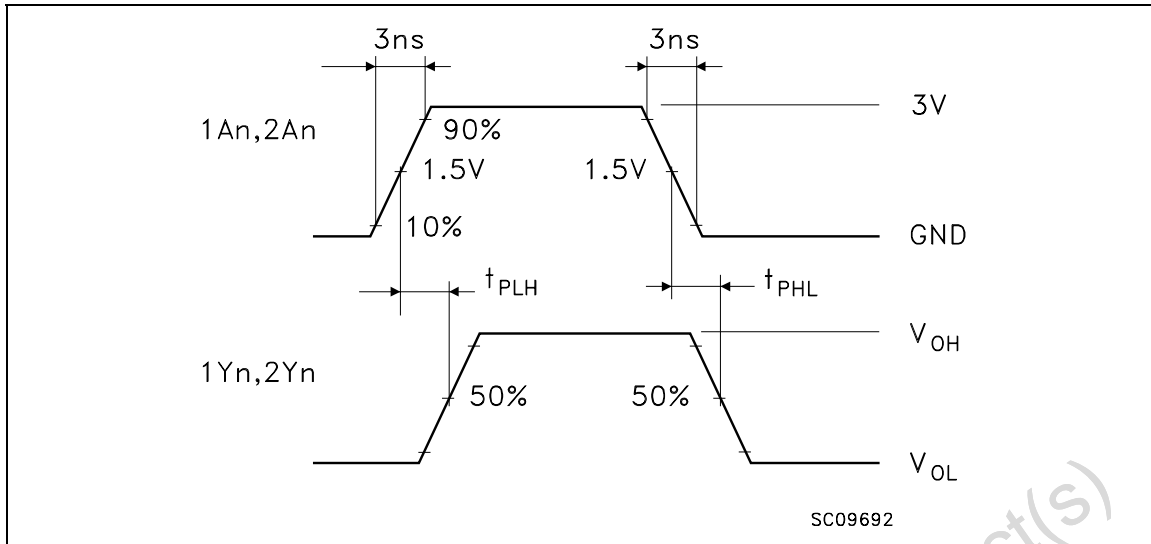 3ns 3ns
3V
1An,2An
90%
1.5V 1.5V
10%
GND
tPLH tPHL
VOH
1Yn,2Yn
50% 50%
VOL
SC09692
ct(s)